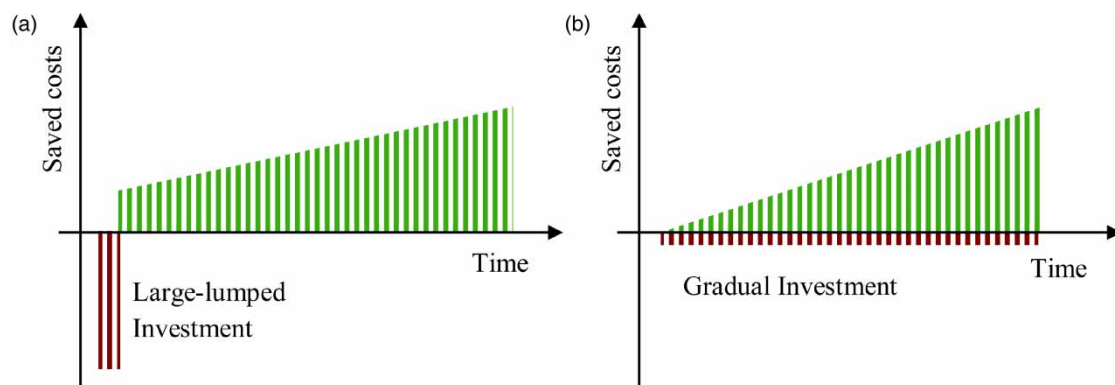 (a)
Saved costs
Time
Large-lumped
Investment
(b)
Saved costs
Time
Gradual Investment